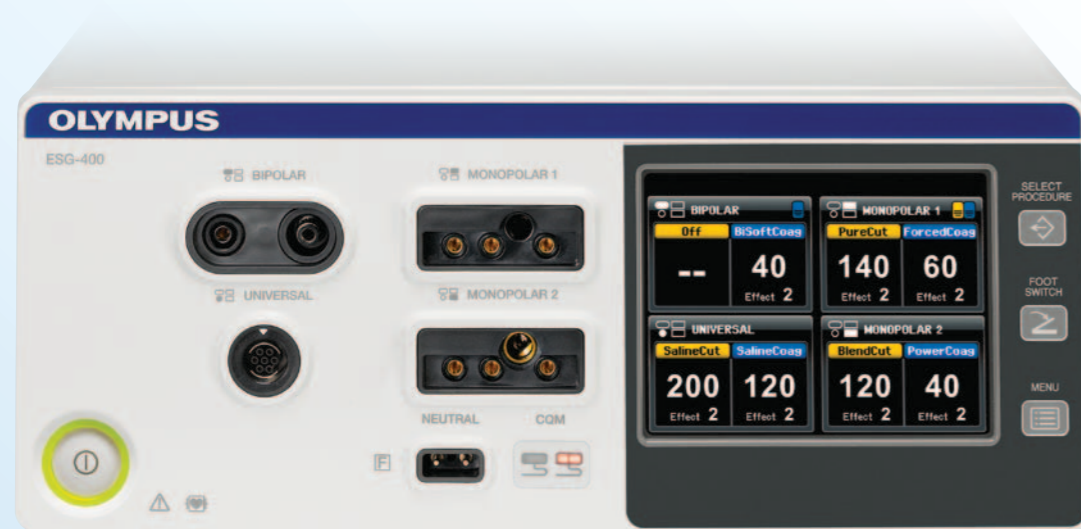 OLYMPUS
ESG-400
BIPOLAR
MONOPOLAR 1
UNIVERSAL
MONOPOLAR 2
NEUTRAL
CQM
F
BIPOLAR
Off
BiSoftCoag
--
40
Effect 2
MONOPOLAR 1
PureCut
ForcedCoag
140
60
Effect 2
Effect 2
UNIVERSAL
SalineCut
SalineCoag
200
120
Effect 2
Effect 2
MONOPOLAR 2
BlendCut
PowerCoag
120
40
Effect 2
Effect 2
SELECT
PROCEDURE
FOOT
SWITCH
MENU